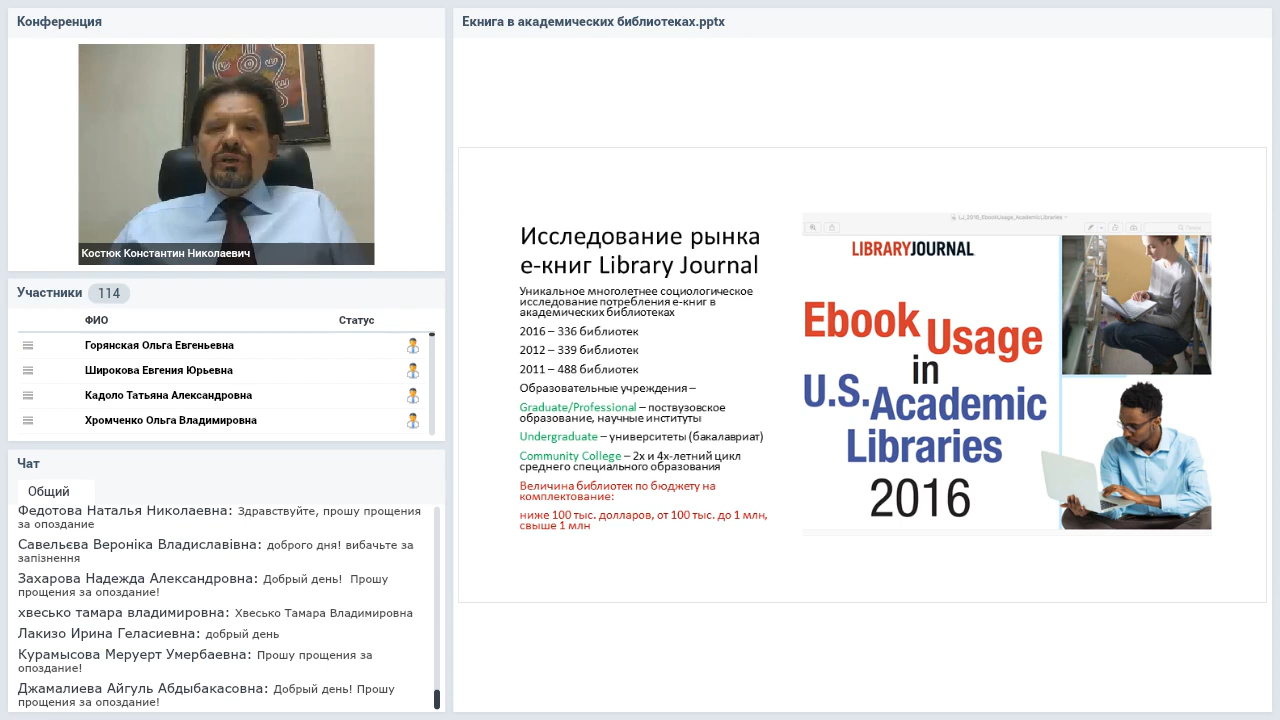 Конференция
Костюк Константин Николаевич
Участники 114
ФИО Статус
Горянская Ольга Евгеньевна
Широкова Евгения Юрьевна
Кадоло Татьяна Александровна
Хромченко Ольга Владимировна
Чат
Общий
Федотова Наталья Николаевна: Здравствуйте, прошу прощения
за опоздание
Савельєва Вероніка Владиславівна: доброго дня! вибачьте за
запізнення
Захарова Надежда Александровна: Добрый день! Прошу
прощения за опоздание!
хвесько тамара владимировна: Хвесько Тамара Владимировна
Лакизо Ирина Геласиевна: добрый день
Курамысова Меруерт Умербаевна: Прошу прощения за
опоздание!
Джамалиева Айгуль Абдыбакасовна: Добрый день! Прошу
прощения за опоздание!
Екнига в академических библиотеках.pptx
Исследование рынка
е-книг Library Journal
Уникальное многолетнее социологическое
исследование потребления е-книг в
академических библиотеках
2016 – 336 библиотек
2012 – 339 библиотек
2011 – 488 библиотек
Образовательные учреждения –
Graduate/Professional – поствузовское
образование, научные институты
Undergraduate – университеты (бакалавриат)
Community College – 2х и 4х-летний цикл
среднего специального образования
Величина библиотек по бюджету на
комплектование:
ниже 100 тыс. долларов, от 100 тыс. до 1 млн,
свыше 1 млн
LJ_2016_EbookUsage_AcademicLibraries
LIBRARYJOURNAL
Ebook Usage
in
U.S. Academic
Libraries
2016